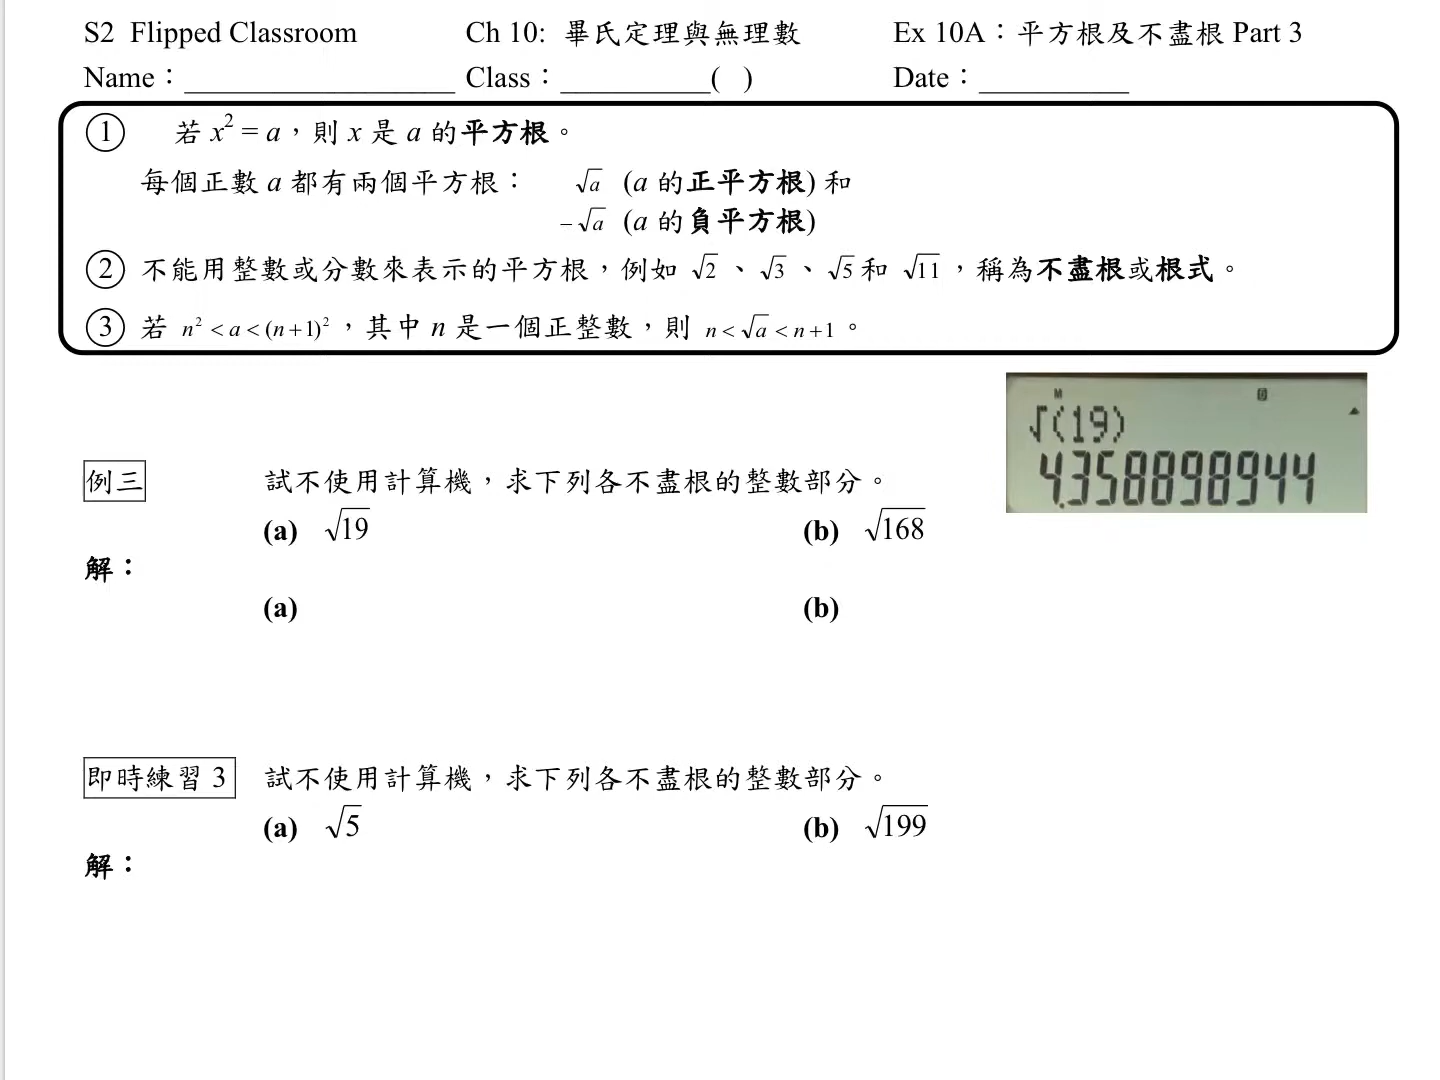 S2 Flipped Classroom Ch 10: 畢氏定理與無理數 Ex 10A：平方根及不盡根 Part 3
Name：__________________ Class：__________( ) Date：__________
① 若 x² = a，則 x 是 a 的平方根。
每個正數 a 都有兩個平方根： √a (a 的正平方根) 和
−√a (a 的負平方根)
② 不能用整數或分數來表示的平方根，例如 √2、√3、√5 和 √11，稱為不盡根或根式。
③ 若 n² < a < (n+1)²，其中 n 是一個正整數，則 n < √a < n+1。
M D ▲
√(19)
4.358898944
例三 試不使用計算機，求下列各不盡根的整數部分。
(a) √19 (b) √168
解：
(a) (b)
即時練習 3 試不使用計算機，求下列各不盡根的整數部分。
(a) √5 (b) √199
解：